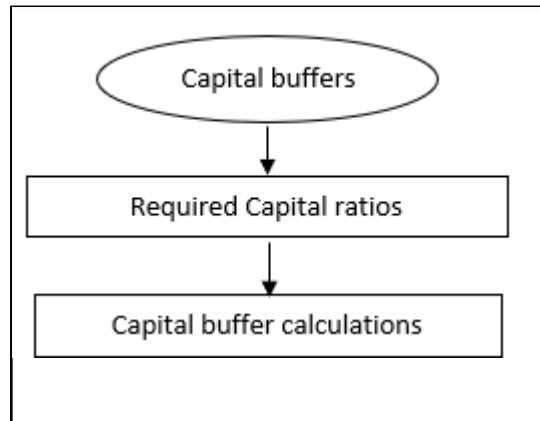 Capital buffers
Required Capital ratios
Capital buffer calculations